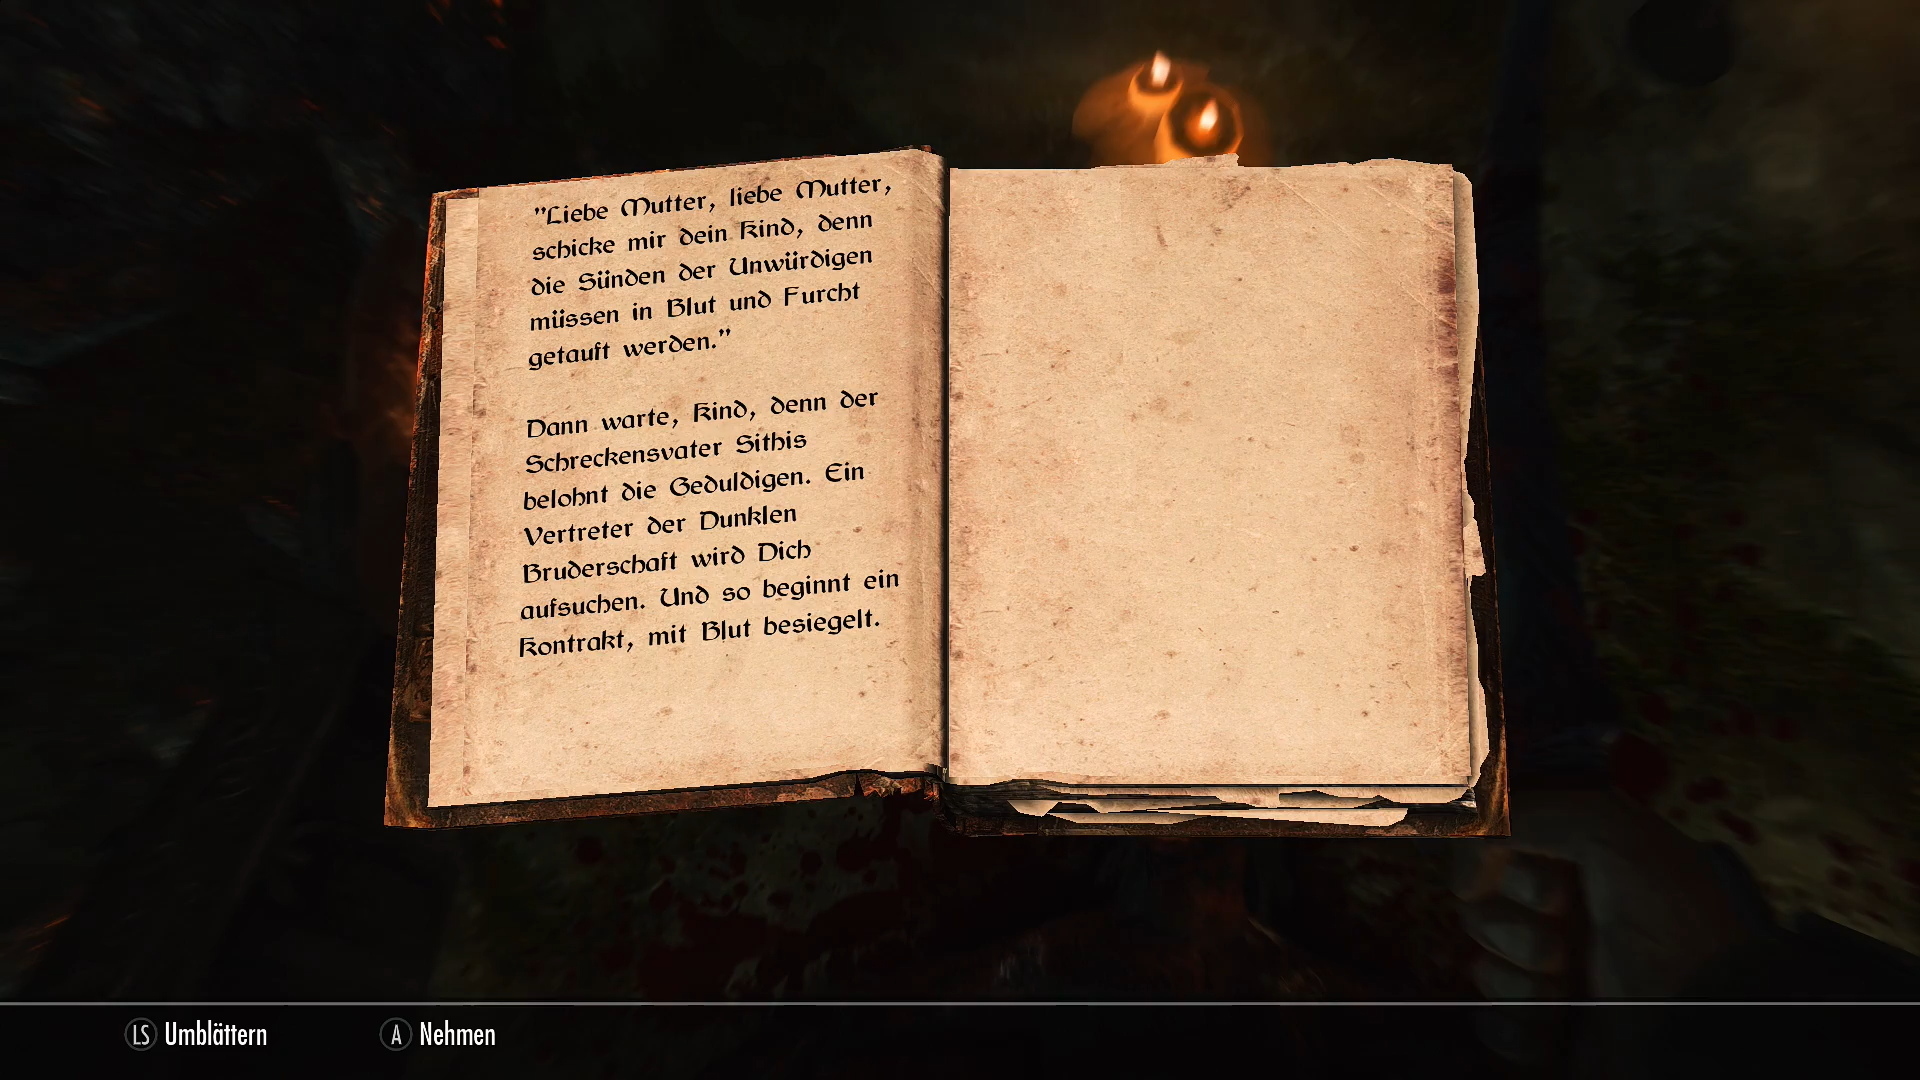 "Liebe Mutter, liebe Mutter,
schicke mir dein Kind, denn
die Sünden der Unwürdigen
müssen in Blut und Furcht
getauft werden."
Dann warte, Kind, denn der
Schreckensvater Sithis
belohnt die Geduldigen. Ein
Vertreter der Dunklen
Bruderschaft wird Dich
aufsuchen. Und so beginnt ein
Kontrakt, mit Blut besiegelt.
LS Umblättern
A Nehmen